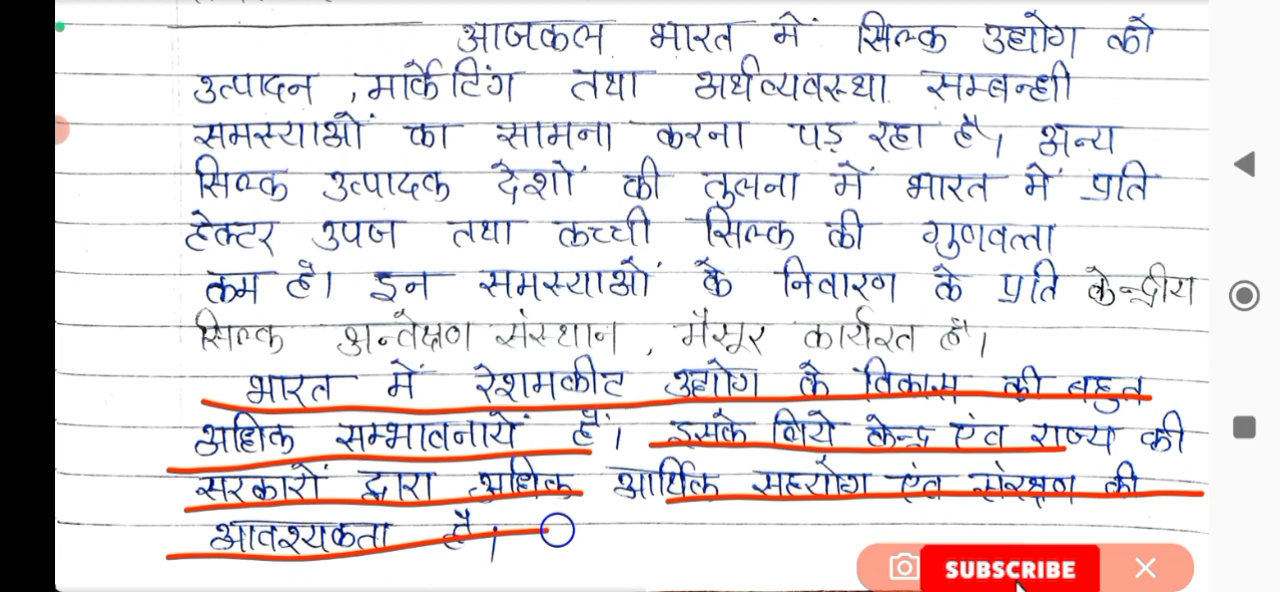 आजकल भारत में सिल्क उद्योग को
उत्पादन , मार्केटिंग तथा अर्थव्यवस्था सम्बन्धी
समस्याओं का सामना करना पड़ रहा है। अन्य
सिल्क उत्पादक देशों की तुलना में भारत में प्रति
हेक्टर उपज तथा कच्ची सिल्क की गुणवत्ता
कम है। इन समस्याओं के निवारण के प्रति केन्द्रीय
सिल्क अन्वेक्षण संस्थान , मैसूर कार्यरत है।
भारत में रेशमकीट उद्योग के विकास की बहुत
अधिक सम्भावनायें हैं। इसके लिये केन्द्र एंव राज्य की
सरकारों द्वारा अधिक आर्थिक सहयोग एंव संरक्षण की
आवश्यकता है।
SUBSCRIBE